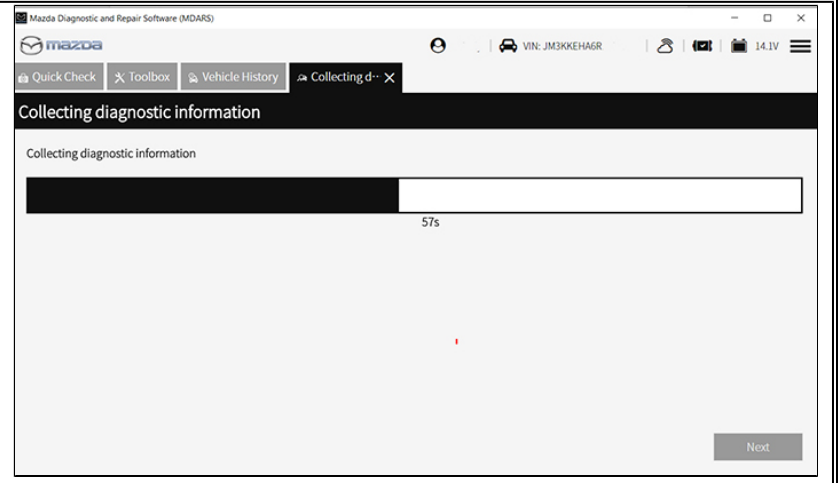 Mazda Diagnostic and Repair Software (MDARS)
mazda
VIN: JM3KKEHA6R
14.1V
Quick Check
Toolbox
Vehicle History
Collecting d··
Collecting diagnostic information
Collecting diagnostic information
57s
Next